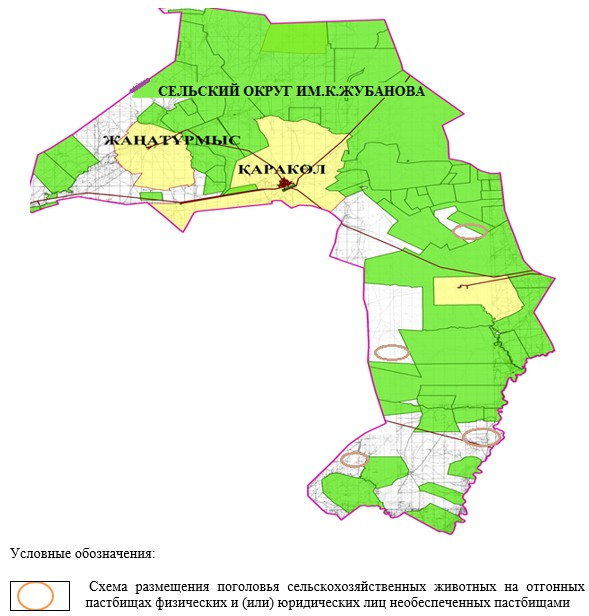 СЕЛЬСКИЙ ОКРУГ ИМ.К.ЖУБАНОВА
ЖАҢАТҰРМЫС
ҚАРАКӨЛ
Условные обозначения:
Схема размещения поголовья сельскохозяйственных животных на отгонных
пастбищах физических и (или) юридических лиц необеспеченных пастбищами